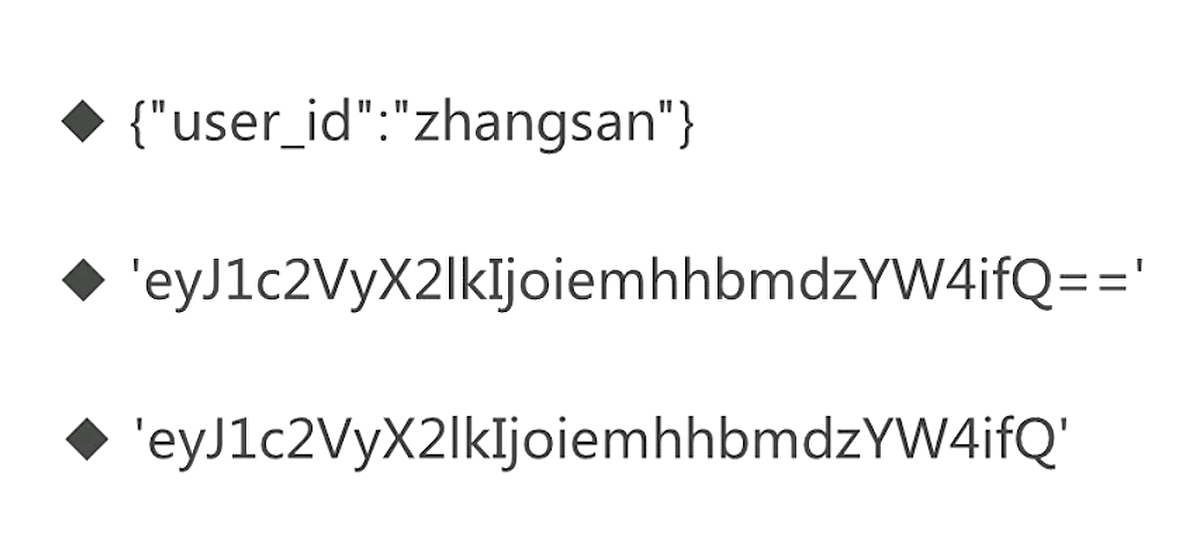 ◆ {"user_id":"zhangsan"}
◆ 'eyJ1c2VyX2lkIjoiemhhbmdzYW4ifQ=='
◆ 'eyJ1c2VyX2lkIjoiemhhbmdzYW4ifQ'